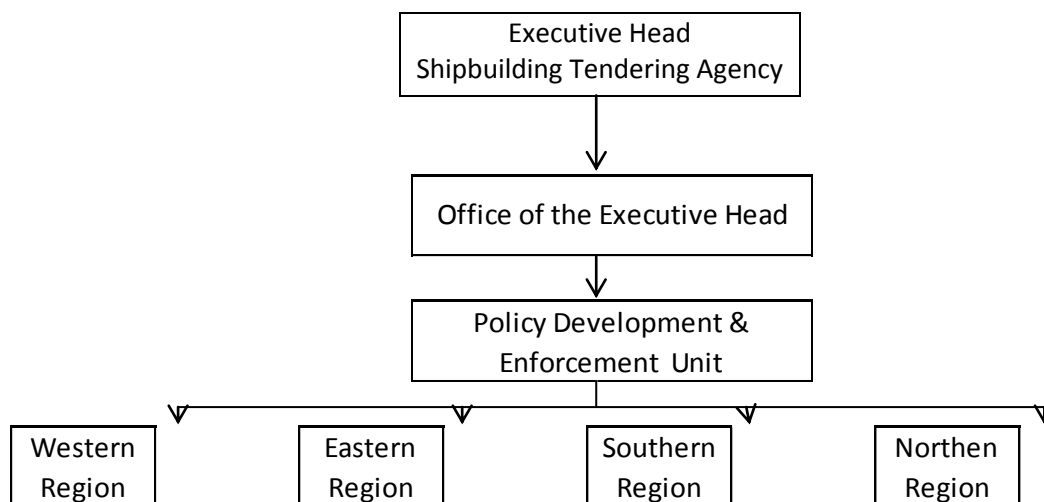 Executive Head
Shipbuilding Tendering Agency
Office of the Executive Head
Policy Development &
Enforcement Unit
Western
Region
Eastern
Region
Southern
Region
Northen
Region